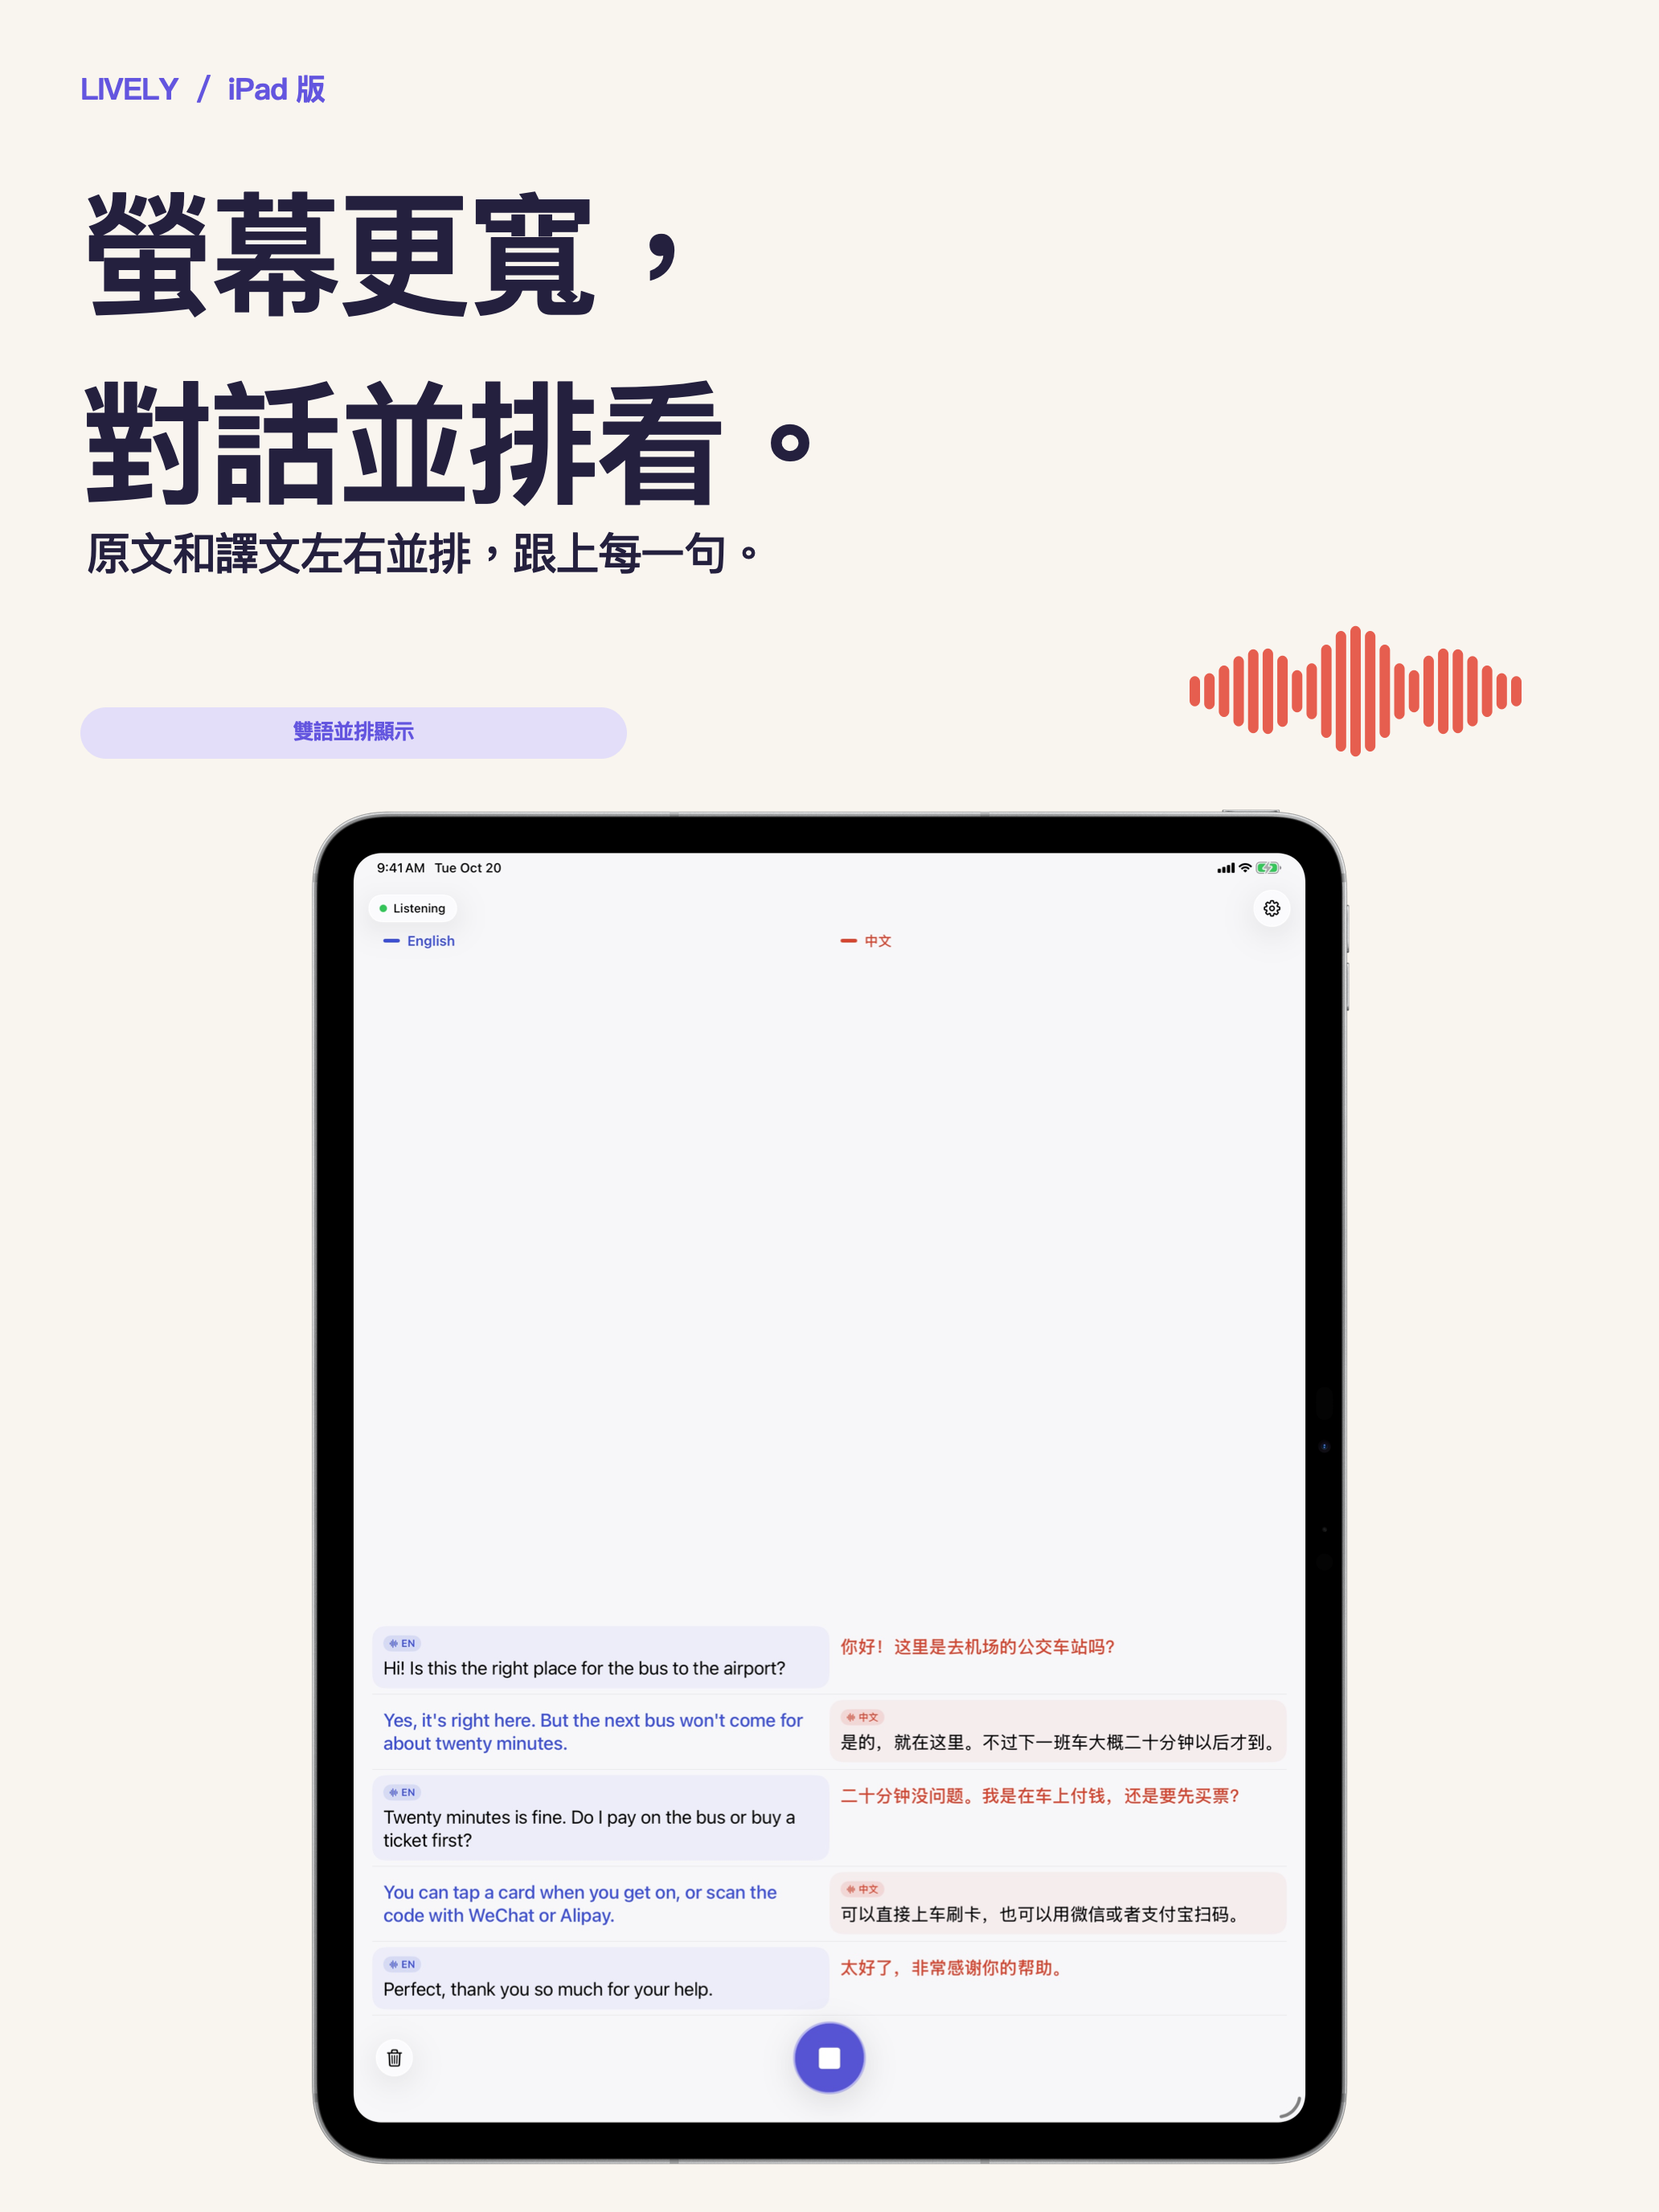 LIVELY / iPad 版
螢幕更寬，
對話並排看。
原文和譯文左右並排，跟上每一句。
雙語並排顯示
9:41 AM Tue Oct 20
Listening
English
中文
EN
Hi! Is this the right place for the bus to the airport?
你好！这里是去机场的公交车站吗？
Yes, it's right here. But the next bus won't come for
about twenty minutes.
中文
是的，就在这里。不过下一班车大概二十分钟以后才到。
EN
Twenty minutes is fine. Do I pay on the bus or buy a
ticket first?
二十分钟没问题。我是在车上付钱，还是要先买票？
You can tap a card when you get on, or scan the
code with WeChat or Alipay.
中文
可以直接上车刷卡，也可以用微信或者支付宝扫码。
EN
Perfect, thank you so much for your help.
太好了，非常感谢你的帮助。